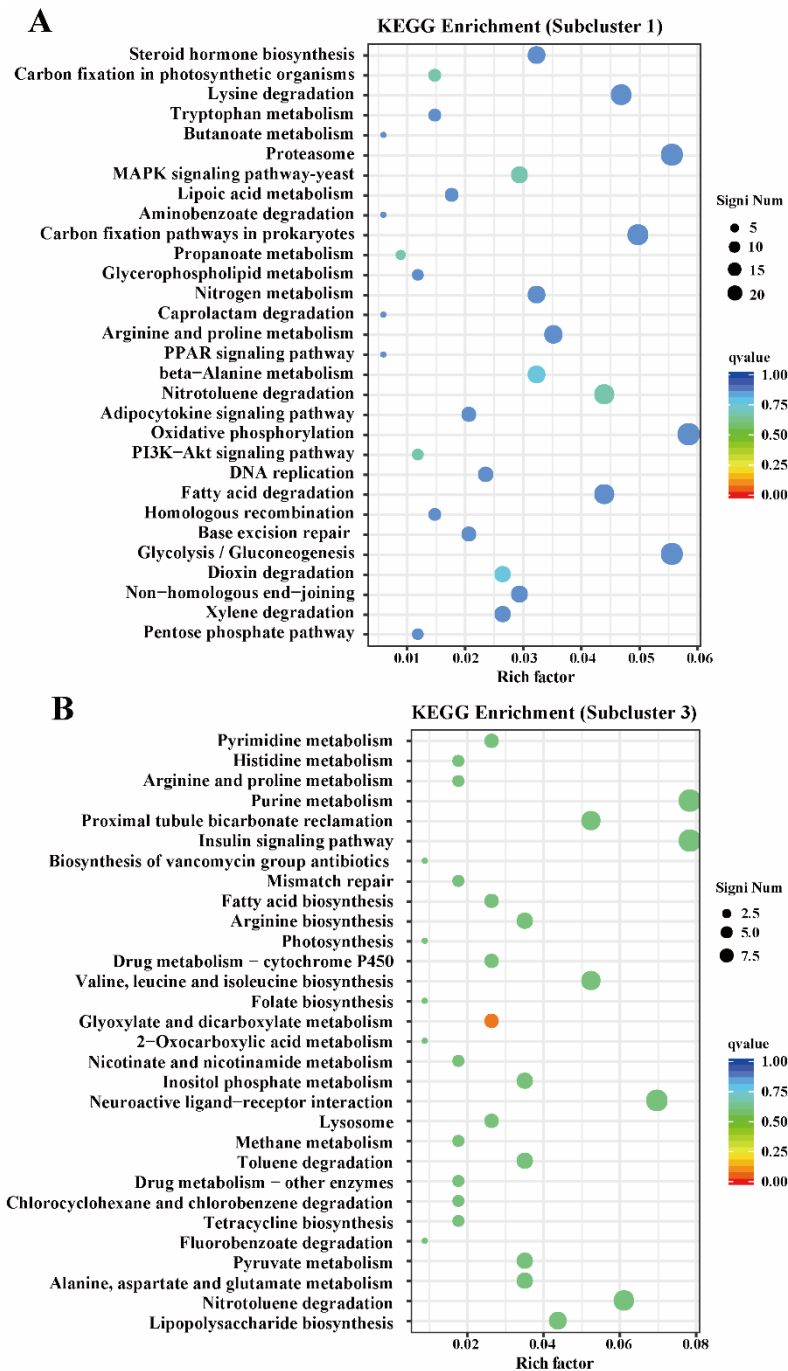 A
KEGG Enrichment (Subcluster 1)
Steroid hormone biosynthesis
Carbon fixation in photosynthetic organisms
Lysine degradation
Tryptophan metabolism
Butanoate metabolism
Proteasome
MAPK signaling pathway-yeast
Lipoic acid metabolism
Aminobenzoate degradation
Carbon fixation pathways in prokaryotes
Propanoate metabolism
Glycerophospholipid metabolism
Nitrogen metabolism
Caprolactam degradation
Arginine and proline metabolism
PPAR signaling pathway
beta−Alanine metabolism
Nitrotoluene degradation
Adipocytokine signaling pathway
Oxidative phosphorylation
PI3K−Akt signaling pathway
DNA replication
Fatty acid degradation
Homologous recombination
Base excision repair
Glycolysis / Gluconeogenesis
Dioxin degradation
Non−homologous end−joining
Xylene degradation
Pentose phosphate pathway
0.01 0.02 0.03 0.04 0.05 0.06
Rich factor
Signi Num
5
10
15
20
qvalue
1.00
0.75
0.50
0.25
0.00
B
KEGG Enrichment (Subcluster 3)
Pyrimidine metabolism
Histidine metabolism
Arginine and proline metabolism
Purine metabolism
Proximal tubule bicarbonate reclamation
Insulin signaling pathway
Biosynthesis of vancomycin group antibiotics
Mismatch repair
Fatty acid biosynthesis
Arginine biosynthesis
Photosynthesis
Drug metabolism − cytochrome P450
Valine, leucine and isoleucine biosynthesis
Folate biosynthesis
Glyoxylate and dicarboxylate metabolism
2−Oxocarboxylic acid metabolism
Nicotinate and nicotinamide metabolism
Inositol phosphate metabolism
Neuroactive ligand−receptor interaction
Lysosome
Methane metabolism
Toluene degradation
Drug metabolism − other enzymes
Chlorocyclohexane and chlorobenzene degradation
Tetracycline biosynthesis
Fluorobenzoate degradation
Pyruvate metabolism
Alanine, aspartate and glutamate metabolism
Nitrotoluene degradation
Lipopolysaccharide biosynthesis
0.02 0.04 0.06 0.08
Rich factor
Signi Num
2.5
5.0
7.5
qvalue
1.00
0.75
0.50
0.25
0.00